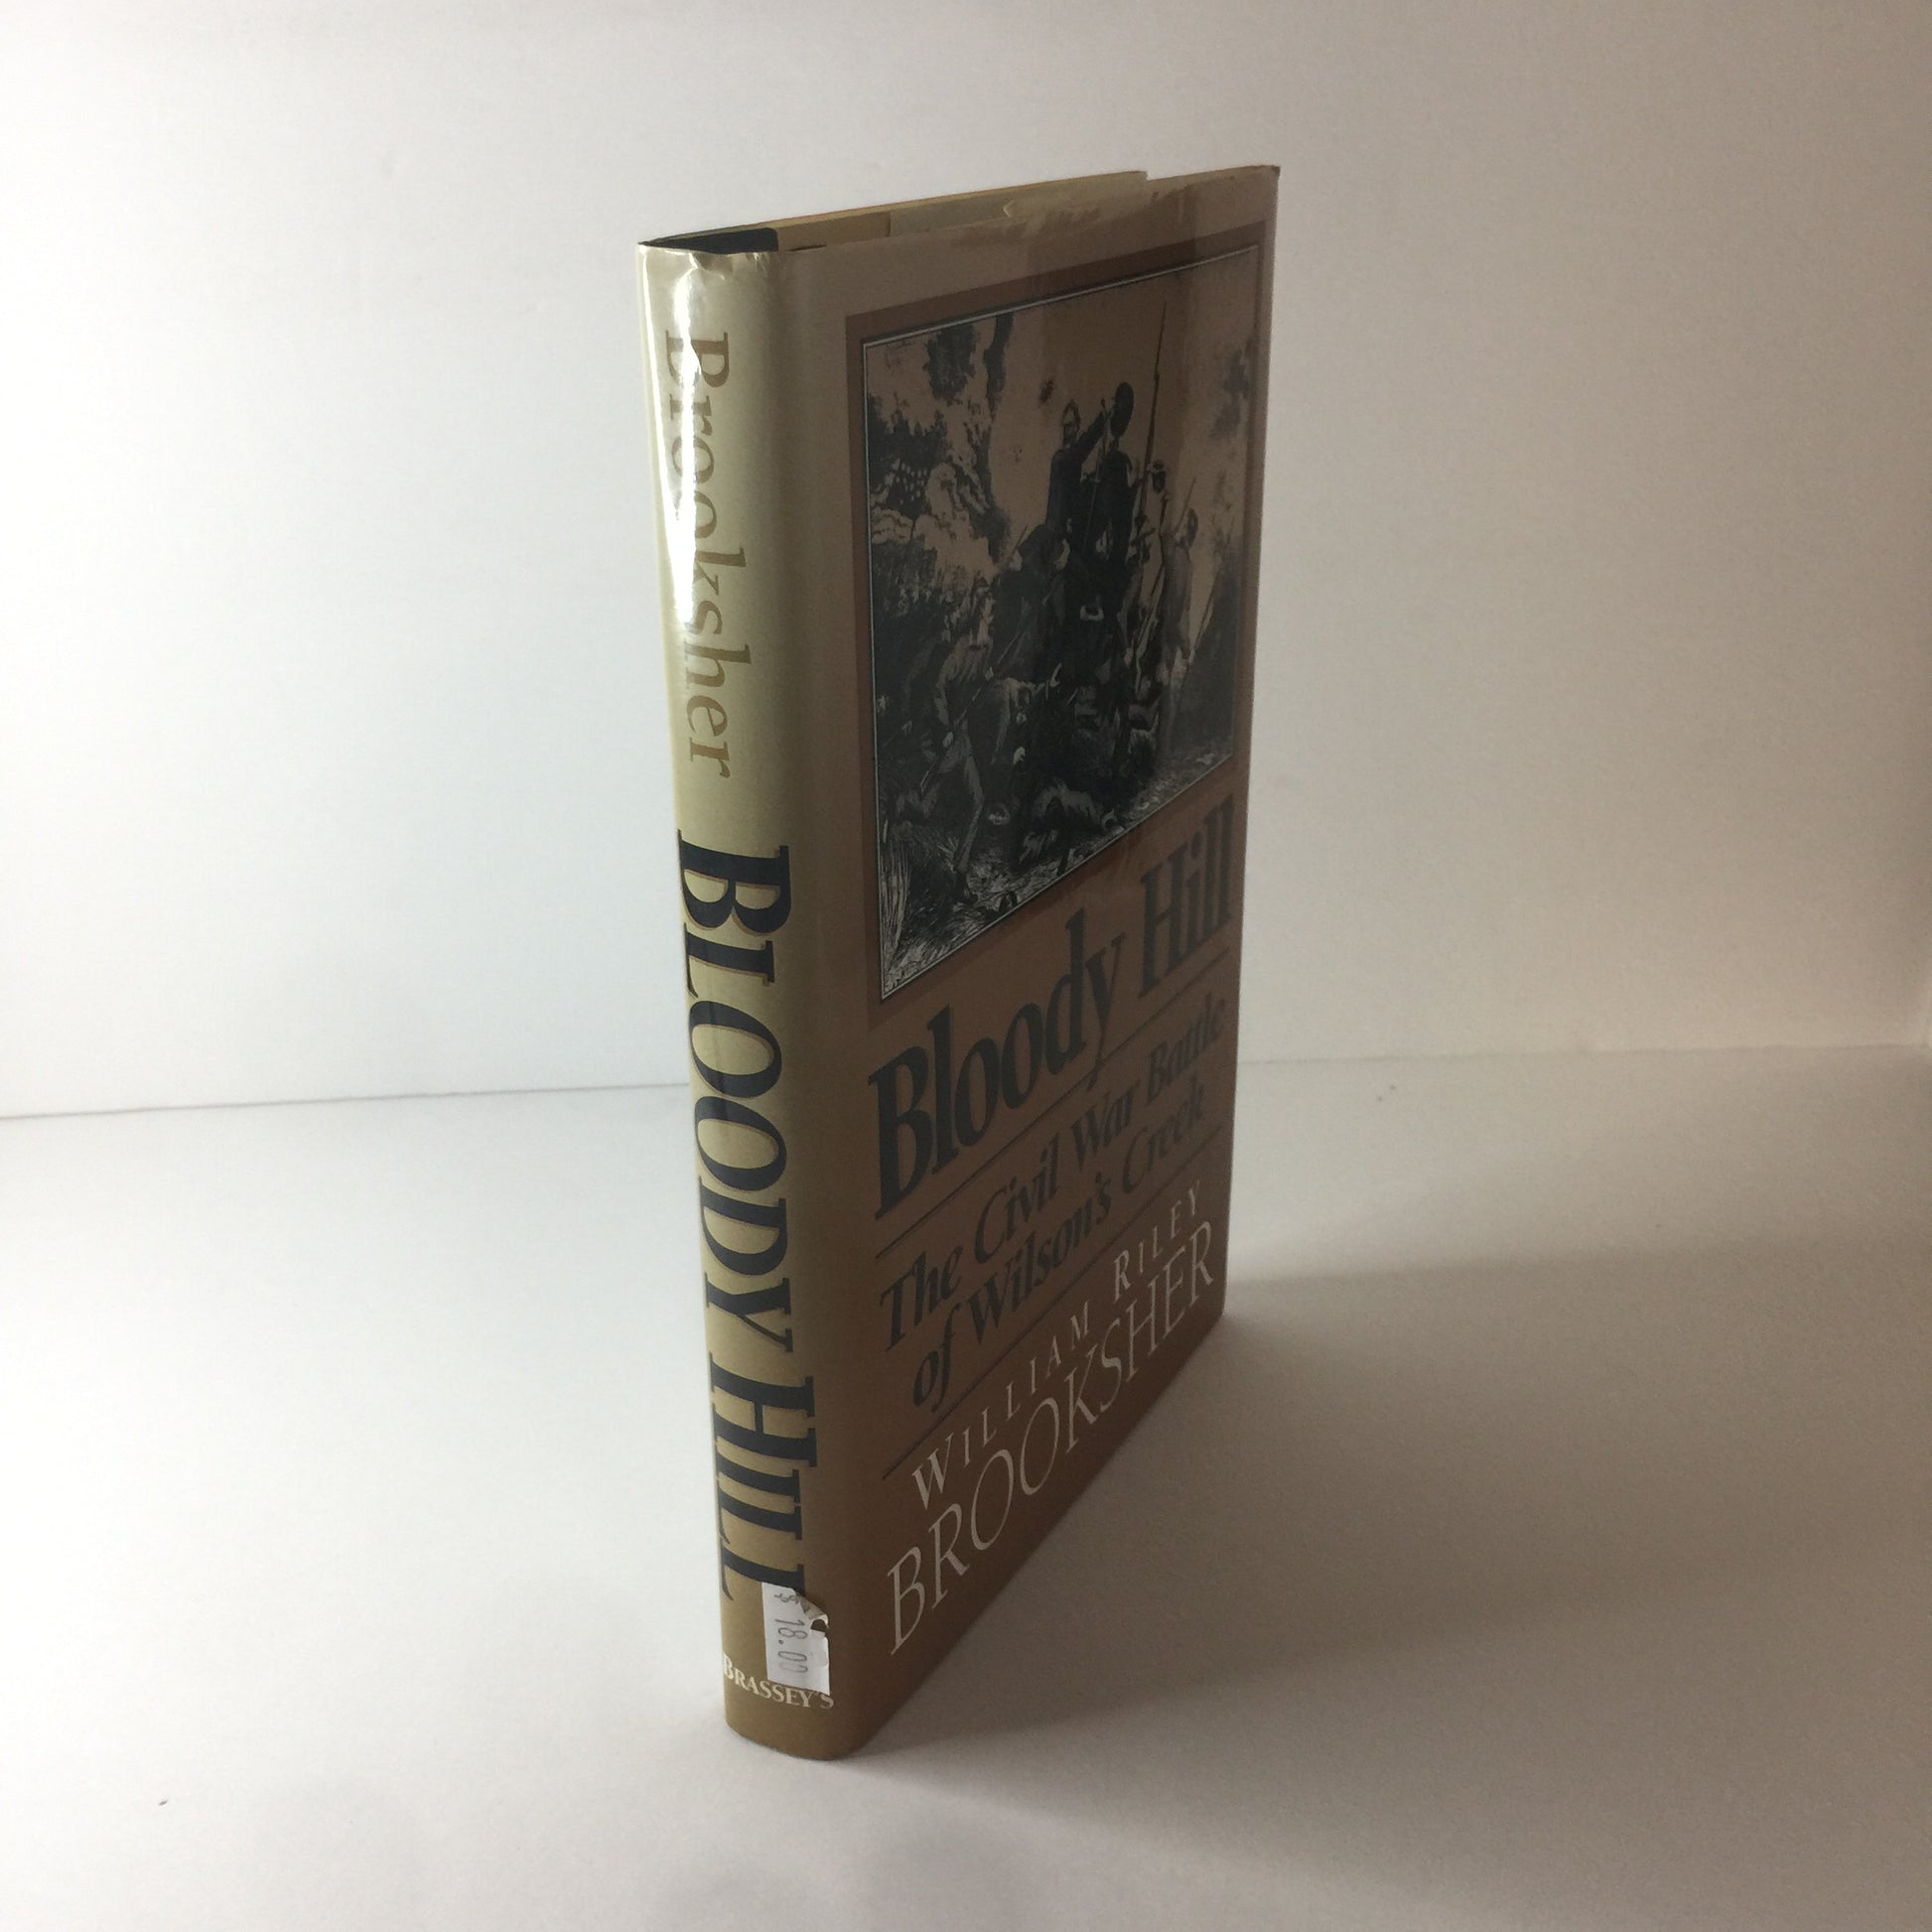 Brooksher BLOODY HILL
$ 18.00
BRASSEY'S
Bloody Hill
The Civil War Battle
of Wilson's Creek
WILLIAM RILEY
BROOKSHER